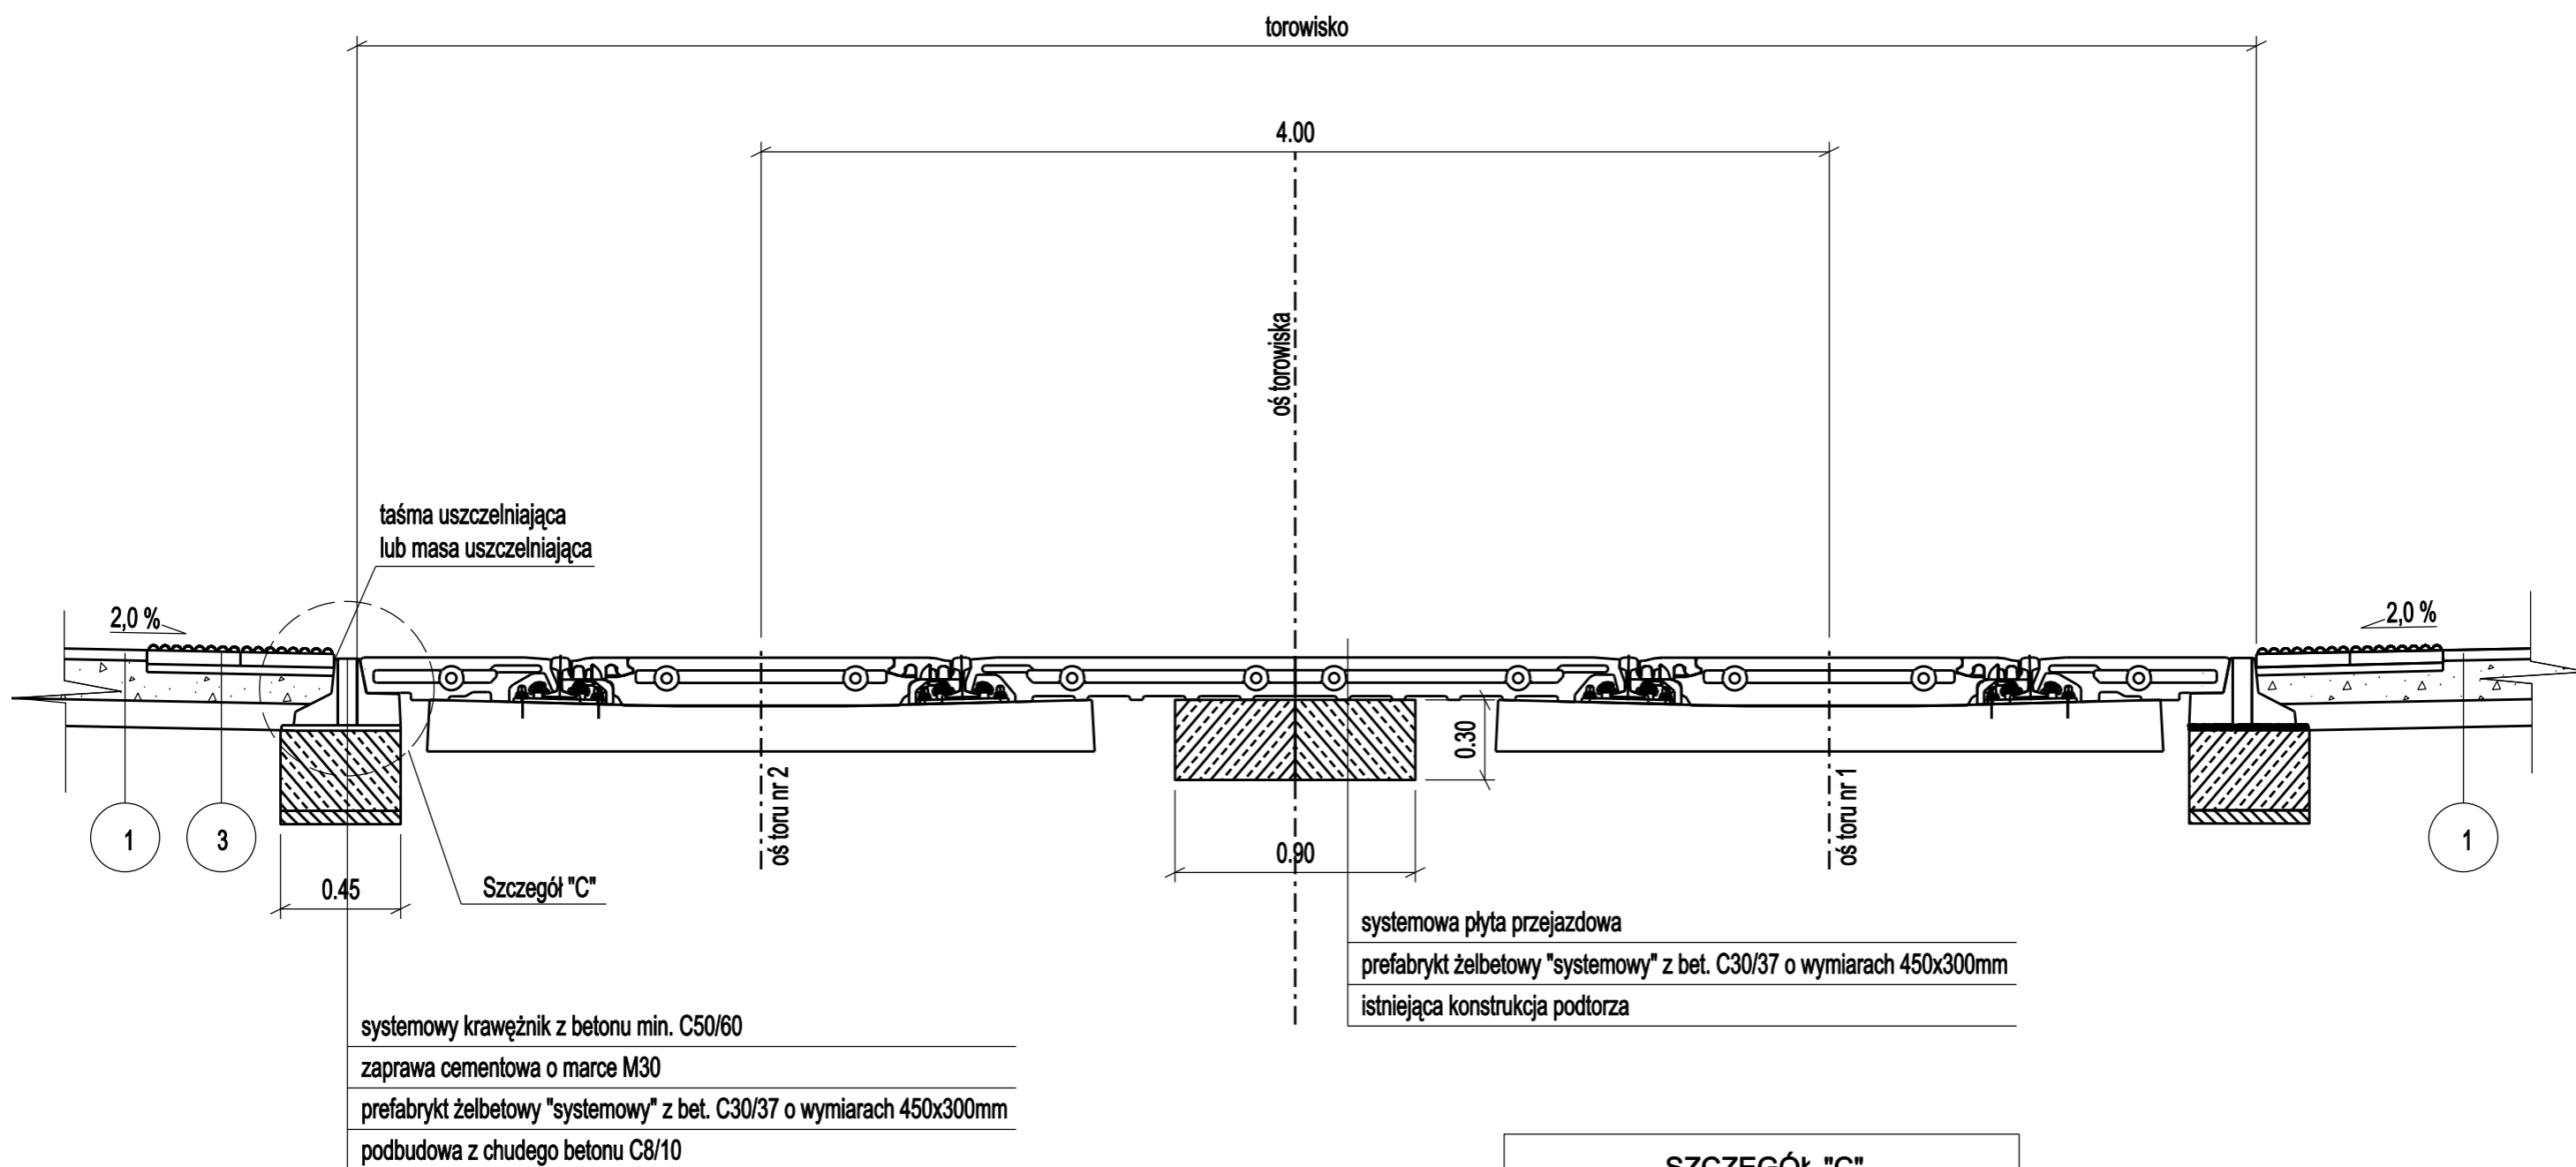 torowisko
4.00
oś torowiska
taśma uszczelniająca
lub masa uszczelniająca
2,0 %
2,0 %
0.30
oś toru nr 2
oś toru nr 1
1
3
1
0.45
Szczegół "C"
0.90
systemowa płyta przejazdowa
prefabrykt żelbetowy "systemowy" z bet. C30/37 o wymiarach 450x300mm
istniejąca konstrukcja podtorza
systemowy krawężnik z betonu min. C50/60
zaprawa cementowa o marce M30
prefabrykt żelbetowy "systemowy" z bet. C30/37 o wymiarach 450x300mm
podbudowa z chudego betonu C8/10
SZCZEGÓŁ "C"